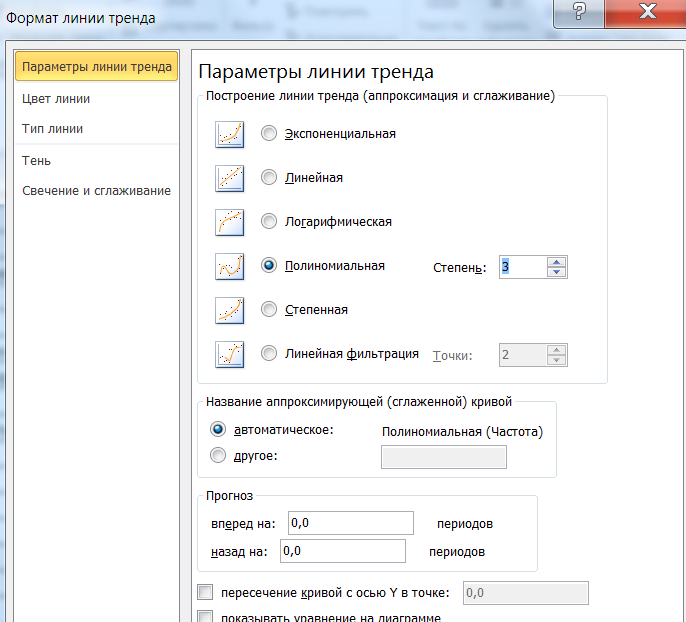 Формат линии тренда
Параметры линии тренда
Цвет линии
Тип линии
Тень
Свечение и сглаживание
Параметры линии тренда
Построение линии тренда (аппроксимация и сглаживание)
Экспоненциальная
Линейная
Логарифмическая
Полиномиальная Степень: 3
Степенная
Линейная фильтрация Точки: 2
Название аппроксимирующей (сглаженной) кривой
автоматическое: Полиномиальная (Частота)
другое:
Прогноз
вперед на: 0,0 периодов
назад на: 0,0 периодов
пересечение кривой с осью Y в точке: 0,0
показывать уравнение на диаграмме